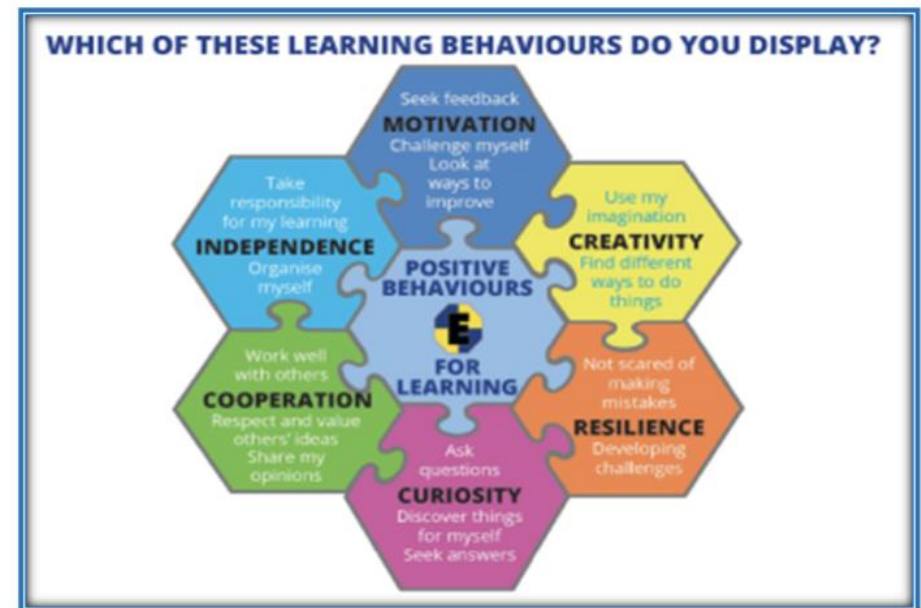 WHICH OF THESE LEARNING BEHAVIOURS DO YOU DISPLAY?
Seek feedback
MOTIVATION
Challenge myself
Look at
ways to
improve
Use my
imagination
CREATIVITY
Find different
ways to do
things
Not scared of
making
mistakes
RESILIENCE
Developing
challenges
Ask
questions
CURIOSITY
Discover things
for myself
Seek answers
Work well
with others
COOPERATION
Respect and value
others' ideas
Share my
opinions
Take
responsibility
for my learning
INDEPENDENCE
Organise
myself
POSITIVE
BEHAVIOURS
E
FOR
LEARNING